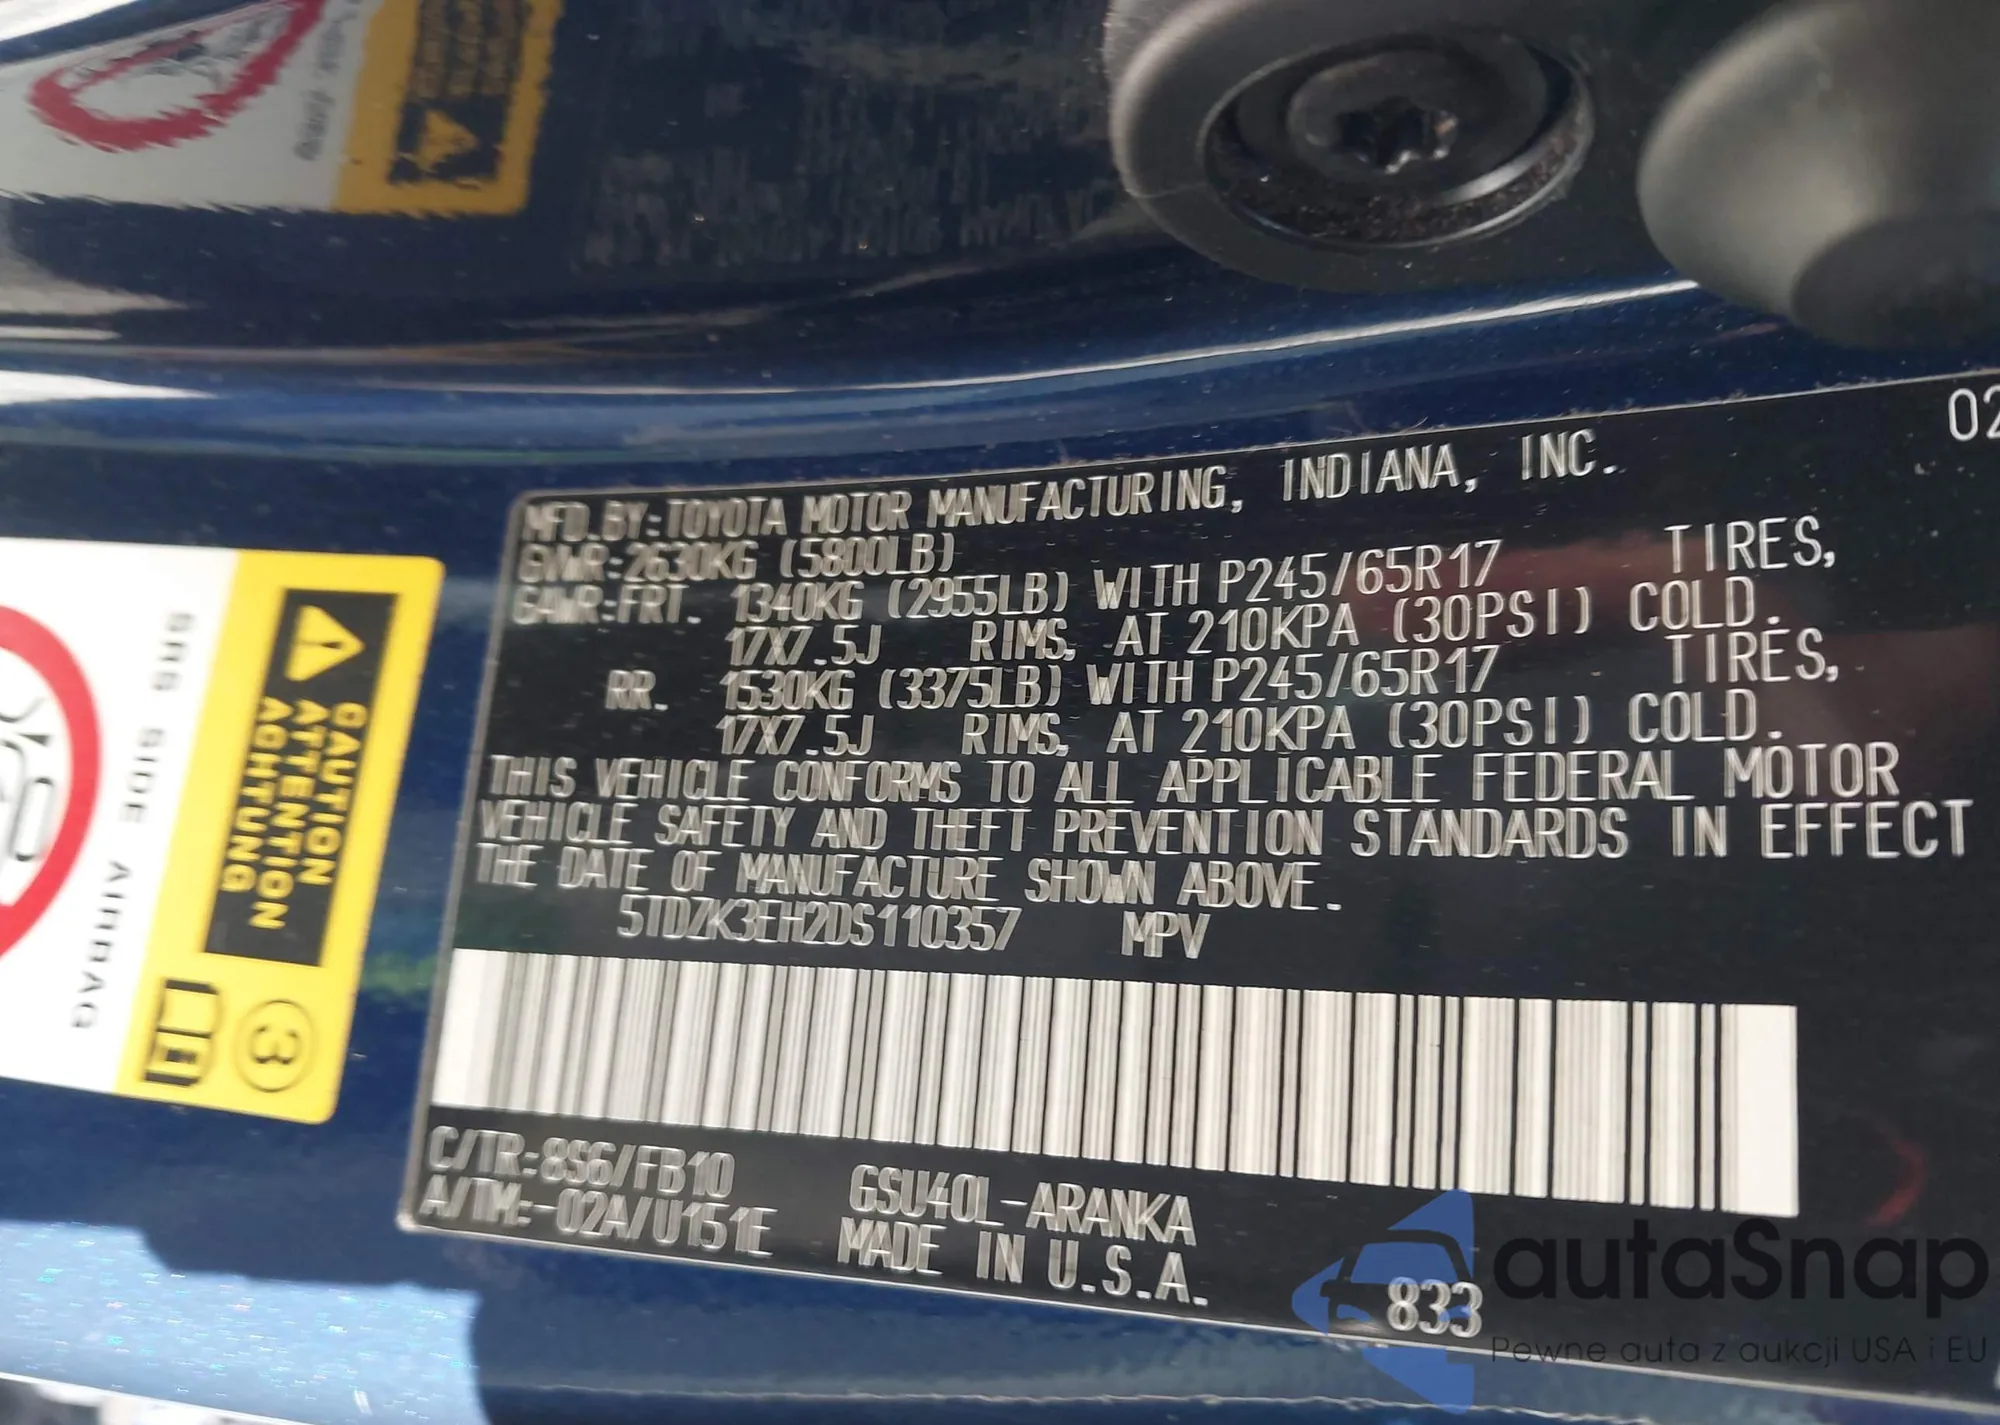 02
MFD.BY:TOYOTA MOTOR MANUFACTURING, INDIANA, INC.
GVWR:2630KG (5800LB)
GAWR:FRT. 1340KG (2955LB) WITH P245/65R17 TIRES,
17X7.5J RIMS, AT 210KPA (30PSI) COLD.
RR. 1530KG (3375LB) WITH P245/65R17 TIRES,
17X7.5J RIMS, AT 210KPA (30PSI) COLD.
THIS VEHICLE CONFORMS TO ALL APPLICABLE FEDERAL MOTOR
VEHICLE SAFETY AND THEFT PREVENTION STANDARDS IN EFFECT
THE DATE OF MANUFACTURE SHOWN ABOVE.
5TDZK3EH2DS110357 MPV
C/TR:8S6/FB10 GSU40L-ARANKA
A/TM:-02A/U151E MADE IN U.S.A.
833
CAUTION
ATTENTION
ACHTUNG
SRS SIDE AIRBAG
3
autaSnap
Pewne auta z aukcji USA i EU